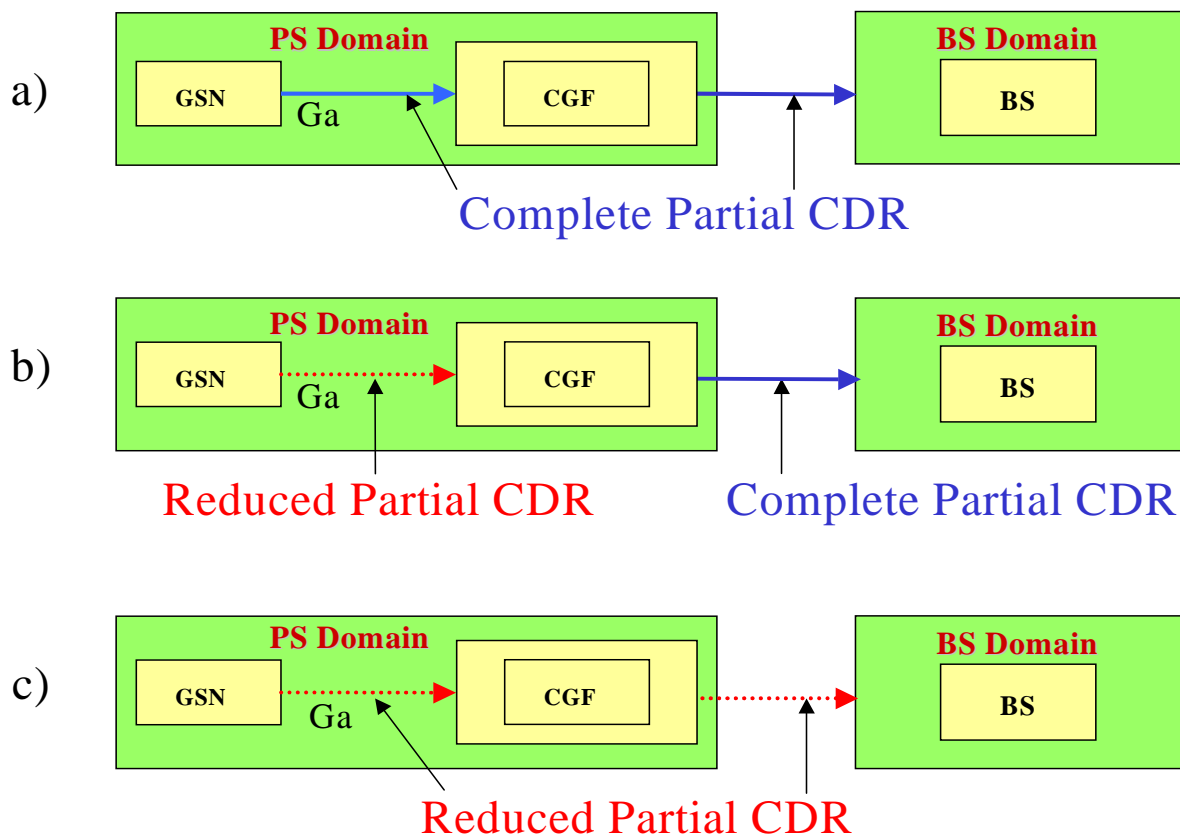 a)
PS Domain
BS Domain
GSN
Ga
CGF
BS
Complete Partial CDR
b)
PS Domain
BS Domain
GSN
Ga
CGF
BS
Reduced Partial CDR
Complete Partial CDR
c)
PS Domain
BS Domain
GSN
Ga
CGF
BS
Reduced Partial CDR